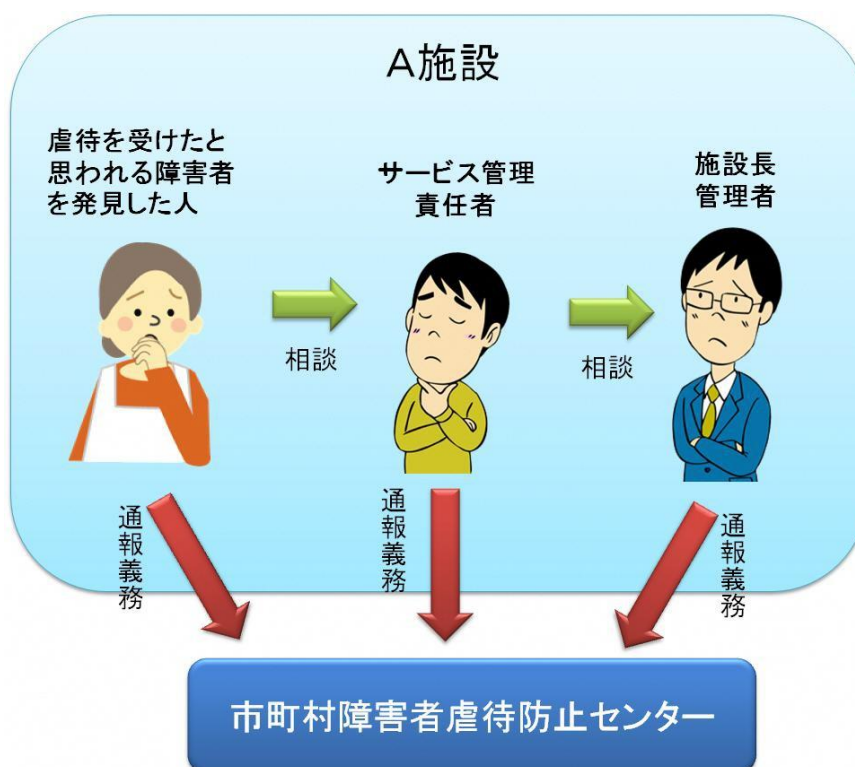 A施設
虐待を受けたと
思われる障害者
を発見した人
サービス管理
責任者
施設長
管理者
相談
相談
通報義務
通報義務
通報義務
市町村障害者虐待防止センター